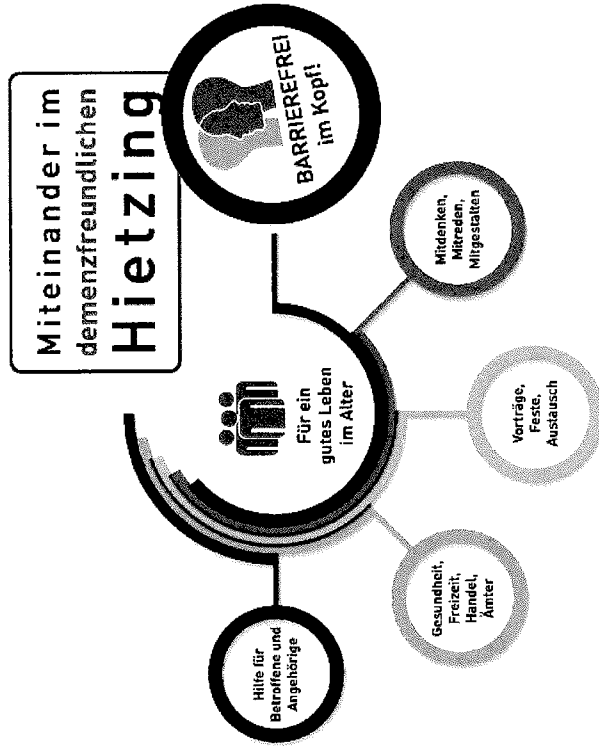 Miteinander im
demenzfreundlichen
Hietzing
BARRIEREFREI
im Kopf!
Für ein
gutes Leben
im Alter
Hilfe für
Betroffene und
Angehörige
Gesundheit,
Freizeit,
Handel,
Ämter
Vorträge,
Feste,
Austausch
Mitdenken,
Mitreden,
Mitgestalten